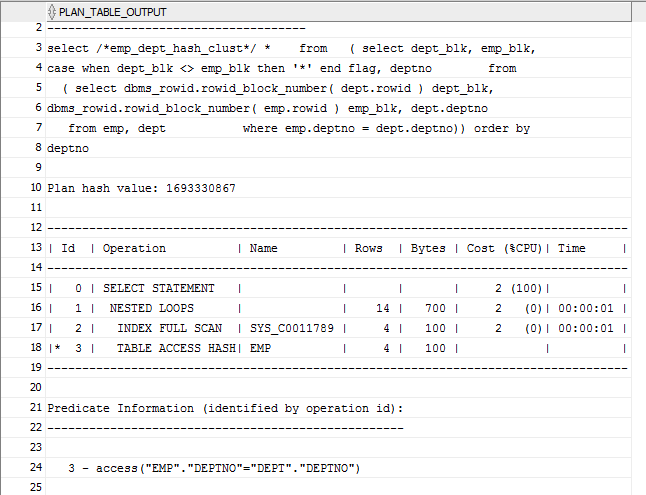 PLAN_TABLE_OUTPUT
2 -------------------------------------
3 select /*emp_dept_hash_clust*/ *    from   ( select dept_blk, emp_blk,
4 case when dept_blk <> emp_blk then '*' end flag, deptno        from
5   ( select dbms_rowid.rowid_block_number( dept.rowid ) dept_blk,
6 dbms_rowid.rowid_block_number( emp.rowid ) emp_blk, dept.deptno
7    from emp, dept        where emp.deptno = dept.deptno)) order by
8 deptno
9
10 Plan hash value: 1693330867
11
12 ---------------------------------------------------------------------------------
13 | Id  | Operation          | Name         | Rows  | Bytes | Cost (%CPU)| Time     |
14 ---------------------------------------------------------------------------------
15 |   0 | SELECT STATEMENT   |              |       |       |     2 (100)|          |
16 |   1 |  NESTED LOOPS      |              |    14 |   700 |     2   (0)| 00:00:01 |
17 |   2 |   INDEX FULL SCAN  | SYS_C0011789 |     4 |   100 |     2   (0)| 00:00:01 |
18 |*  3 |   TABLE ACCESS HASH| EMP          |     4 |   100 |            |          |
19 ---------------------------------------------------------------------------------
20
21 Predicate Information (identified by operation id):
22 ---------------------------------------------------
23
24    3 - access("EMP"."DEPTNO"="DEPT"."DEPTNO")
25